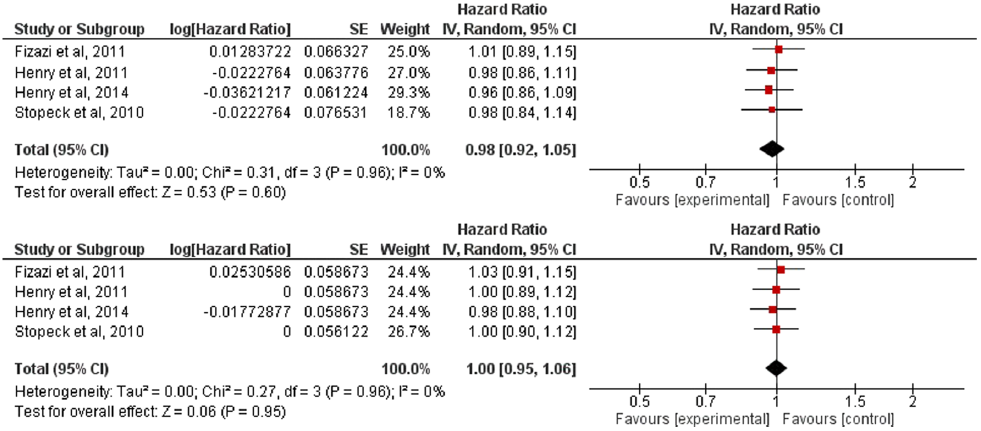 Hazard Ratio Hazard Ratio
Study or Subgroup log[Hazard Ratio] SE Weight IV, Random, 95% CI IV, Random, 95% CI
Fizazi et al, 2011 0.01283722 0.066327 25.0% 1.01 [0.89, 1.15]
Henry et al, 2011 -0.0222764 0.063776 27.0% 0.98 [0.86, 1.11]
Henry et al, 2014 -0.03621217 0.061224 29.3% 0.96 [0.86, 1.09]
Stopeck et al, 2010 -0.0222764 0.076531 18.7% 0.98 [0.84, 1.14]
Total (95% CI) 100.0% 0.98 [0.92, 1.05]
Heterogeneity: Tau² = 0.00; Chi² = 0.31, df = 3 (P = 0.96); I² = 0%
Test for overall effect: Z = 0.53 (P = 0.60)
0.5 0.7 1 1.5 2
Favours [experimental] Favours [control]
Hazard Ratio Hazard Ratio
Study or Subgroup log[Hazard Ratio] SE Weight IV, Random, 95% CI IV, Random, 95% CI
Fizazi et al, 2011 0.02530586 0.058673 24.4% 1.03 [0.91, 1.15]
Henry et al, 2011 0 0.058673 24.4% 1.00 [0.89, 1.12]
Henry et al, 2014 -0.01772877 0.058673 24.4% 0.98 [0.88, 1.10]
Stopeck et al, 2010 0 0.056122 26.7% 1.00 [0.90, 1.12]
Total (95% CI) 100.0% 1.00 [0.95, 1.06]
Heterogeneity: Tau² = 0.00; Chi² = 0.27, df = 3 (P = 0.96); I² = 0%
Test for overall effect: Z = 0.06 (P = 0.95)
0.5 0.7 1 1.5 2
Favours [experimental] Favours [control]